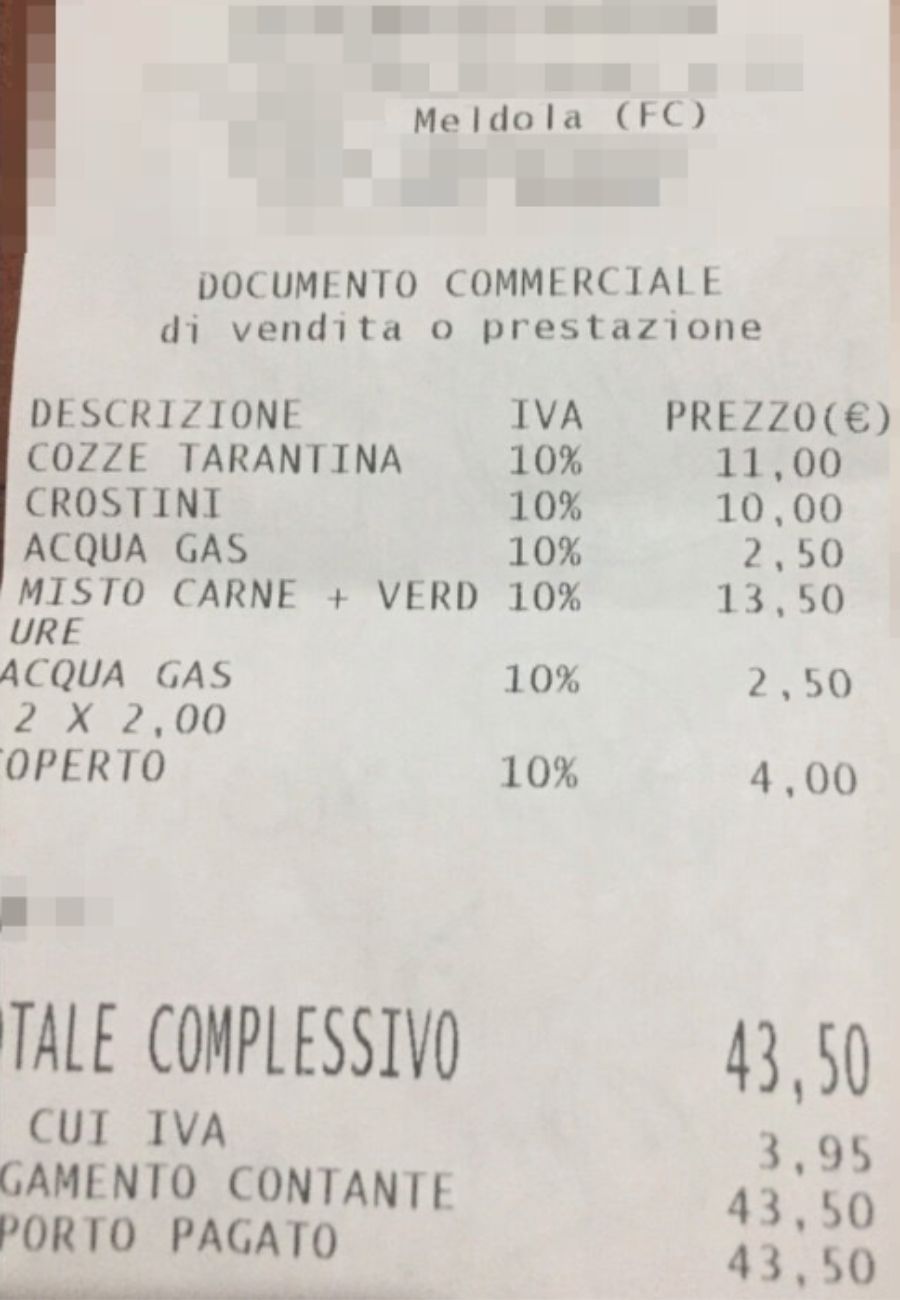 Meldola (FC)
DOCUMENTO COMMERCIALE
di vendita o prestazione
DESCRIZIONE IVA PREZZO(€)
COZZE TARANTINA 10% 11,00
CROSTINI 10% 10,00
ACQUA GAS 10% 2,50
MISTO CARNE + VERD 10% 13,50
URE
ACQUA GAS 10% 2,50
2 X 2,00
OPERTO 10% 4,00
TALE COMPLESSIVO 43,50
CUI IVA 3,95
GAMENTO CONTANTE 43,50
PORTO PAGATO 43,50